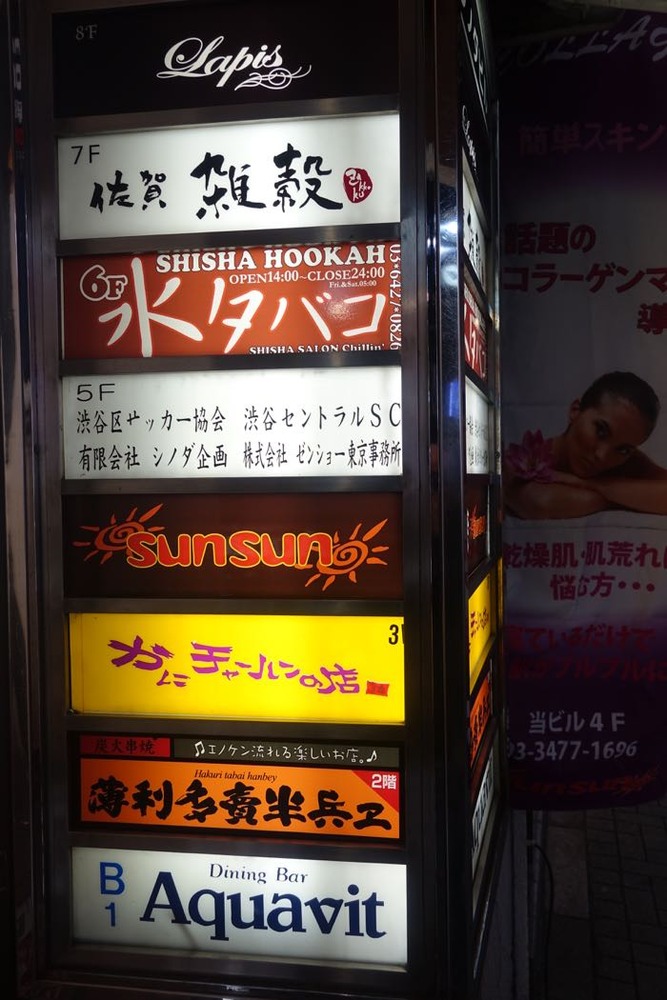 8F
Lapis
7F
佐賀 雑穀
Zakkoku
6F
SHISHA HOOKAH
OPEN14:00~CLOSE24:00
Fri.&Sat.05:00
水タバコ
03-6427-0826
SHISHA SALON Chillin'
5F
渋谷区サッカー協会 渋谷セントラルSC
有限会社 シノダ企画 株式会社 ゼンショー東京事務所
sunsun
3
かにチャーハンの店
炭火串焼
♫エノケン流れる楽しいお店。♪
Hakuri tabai hanbey
2階
薄利多賣半兵ヱ
B1
Dining Bar
Aquavit
簡単スキン
話題の
コラーゲンマ
導
乾燥肌・肌荒れ
悩む方・・・
当ビル4F
03-3477-1696